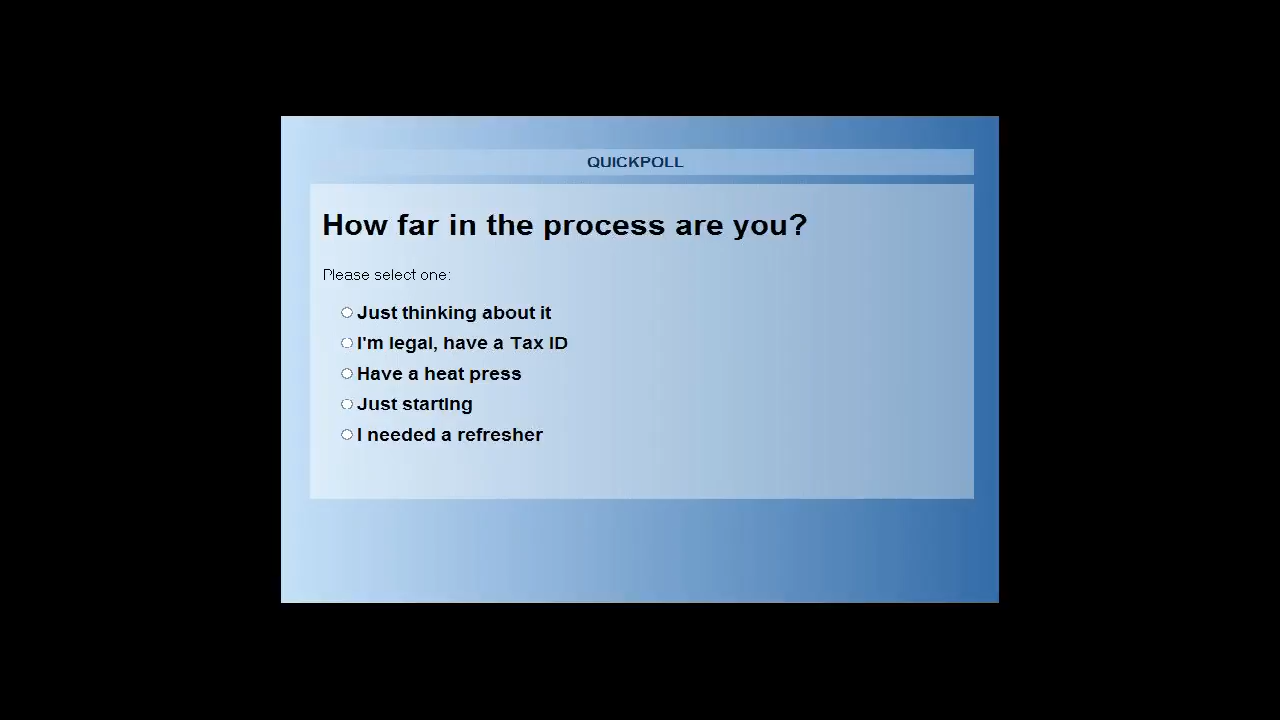 QUICKPOLL
How far in the process are you?
Please select one:
Just thinking about it
I'm legal, have a Tax ID
Have a heat press
Just starting
I needed a refresher